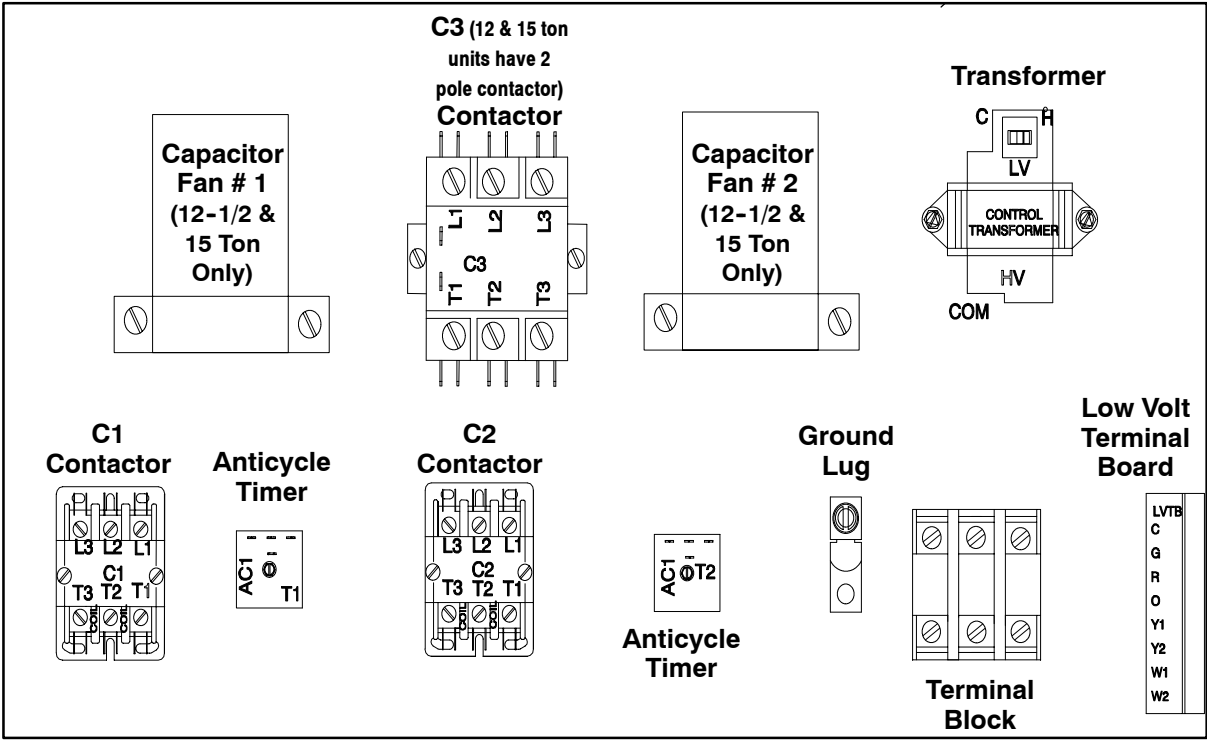 C3 (12 & 15 ton
units have 2
pole contactor)
Contactor
Transformer
Capacitor
Fan # 1
(12-1/2 &
15 Ton
Only)
L1
L2
L3
C3
T1
T2
T3
Capacitor
Fan # 2
(12-1/2 &
15 Ton
Only)
C
H
LV
CONTROL
TRANSFORMER
HV
COM
C1
Contactor
L3 L2 L1
C1
T3 T2 T1
COIL COIL
Anticycle
Timer
AC1
T1
C2
Contactor
L3 L2 L1
C2
T3 T2 T1
COIL COIL
AC1
T2
Anticycle
Timer
Ground
Lug
Terminal
Block
Low Volt
Terminal
Board
LVTB
C
G
R
O
Y1
Y2
W1
W2